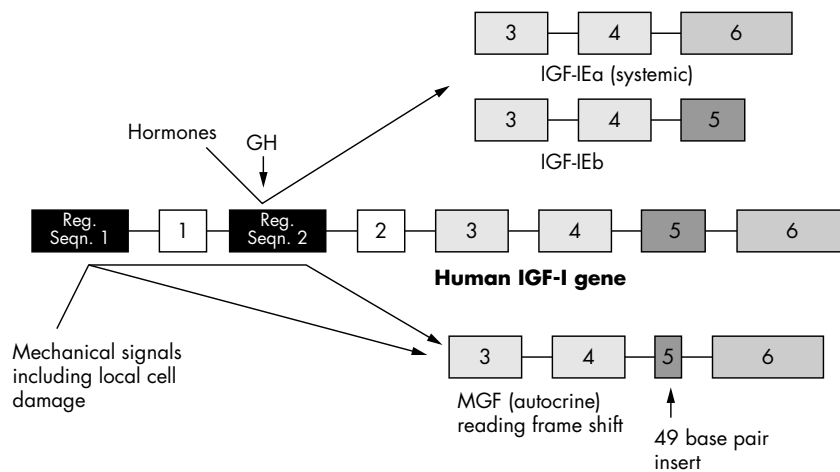 3 4 6
IGF-IEa (systemic)
3 4 5
IGF-IEb
Hormones
GH
Reg.
Seqn. 1
1
Reg.
Seqn. 2
2 3 4 5 6
Human IGF-I gene
Mechanical signals
including local cell
damage
3 4 5 6
MGF (autocrine)
reading frame shift
49 base pair
insert